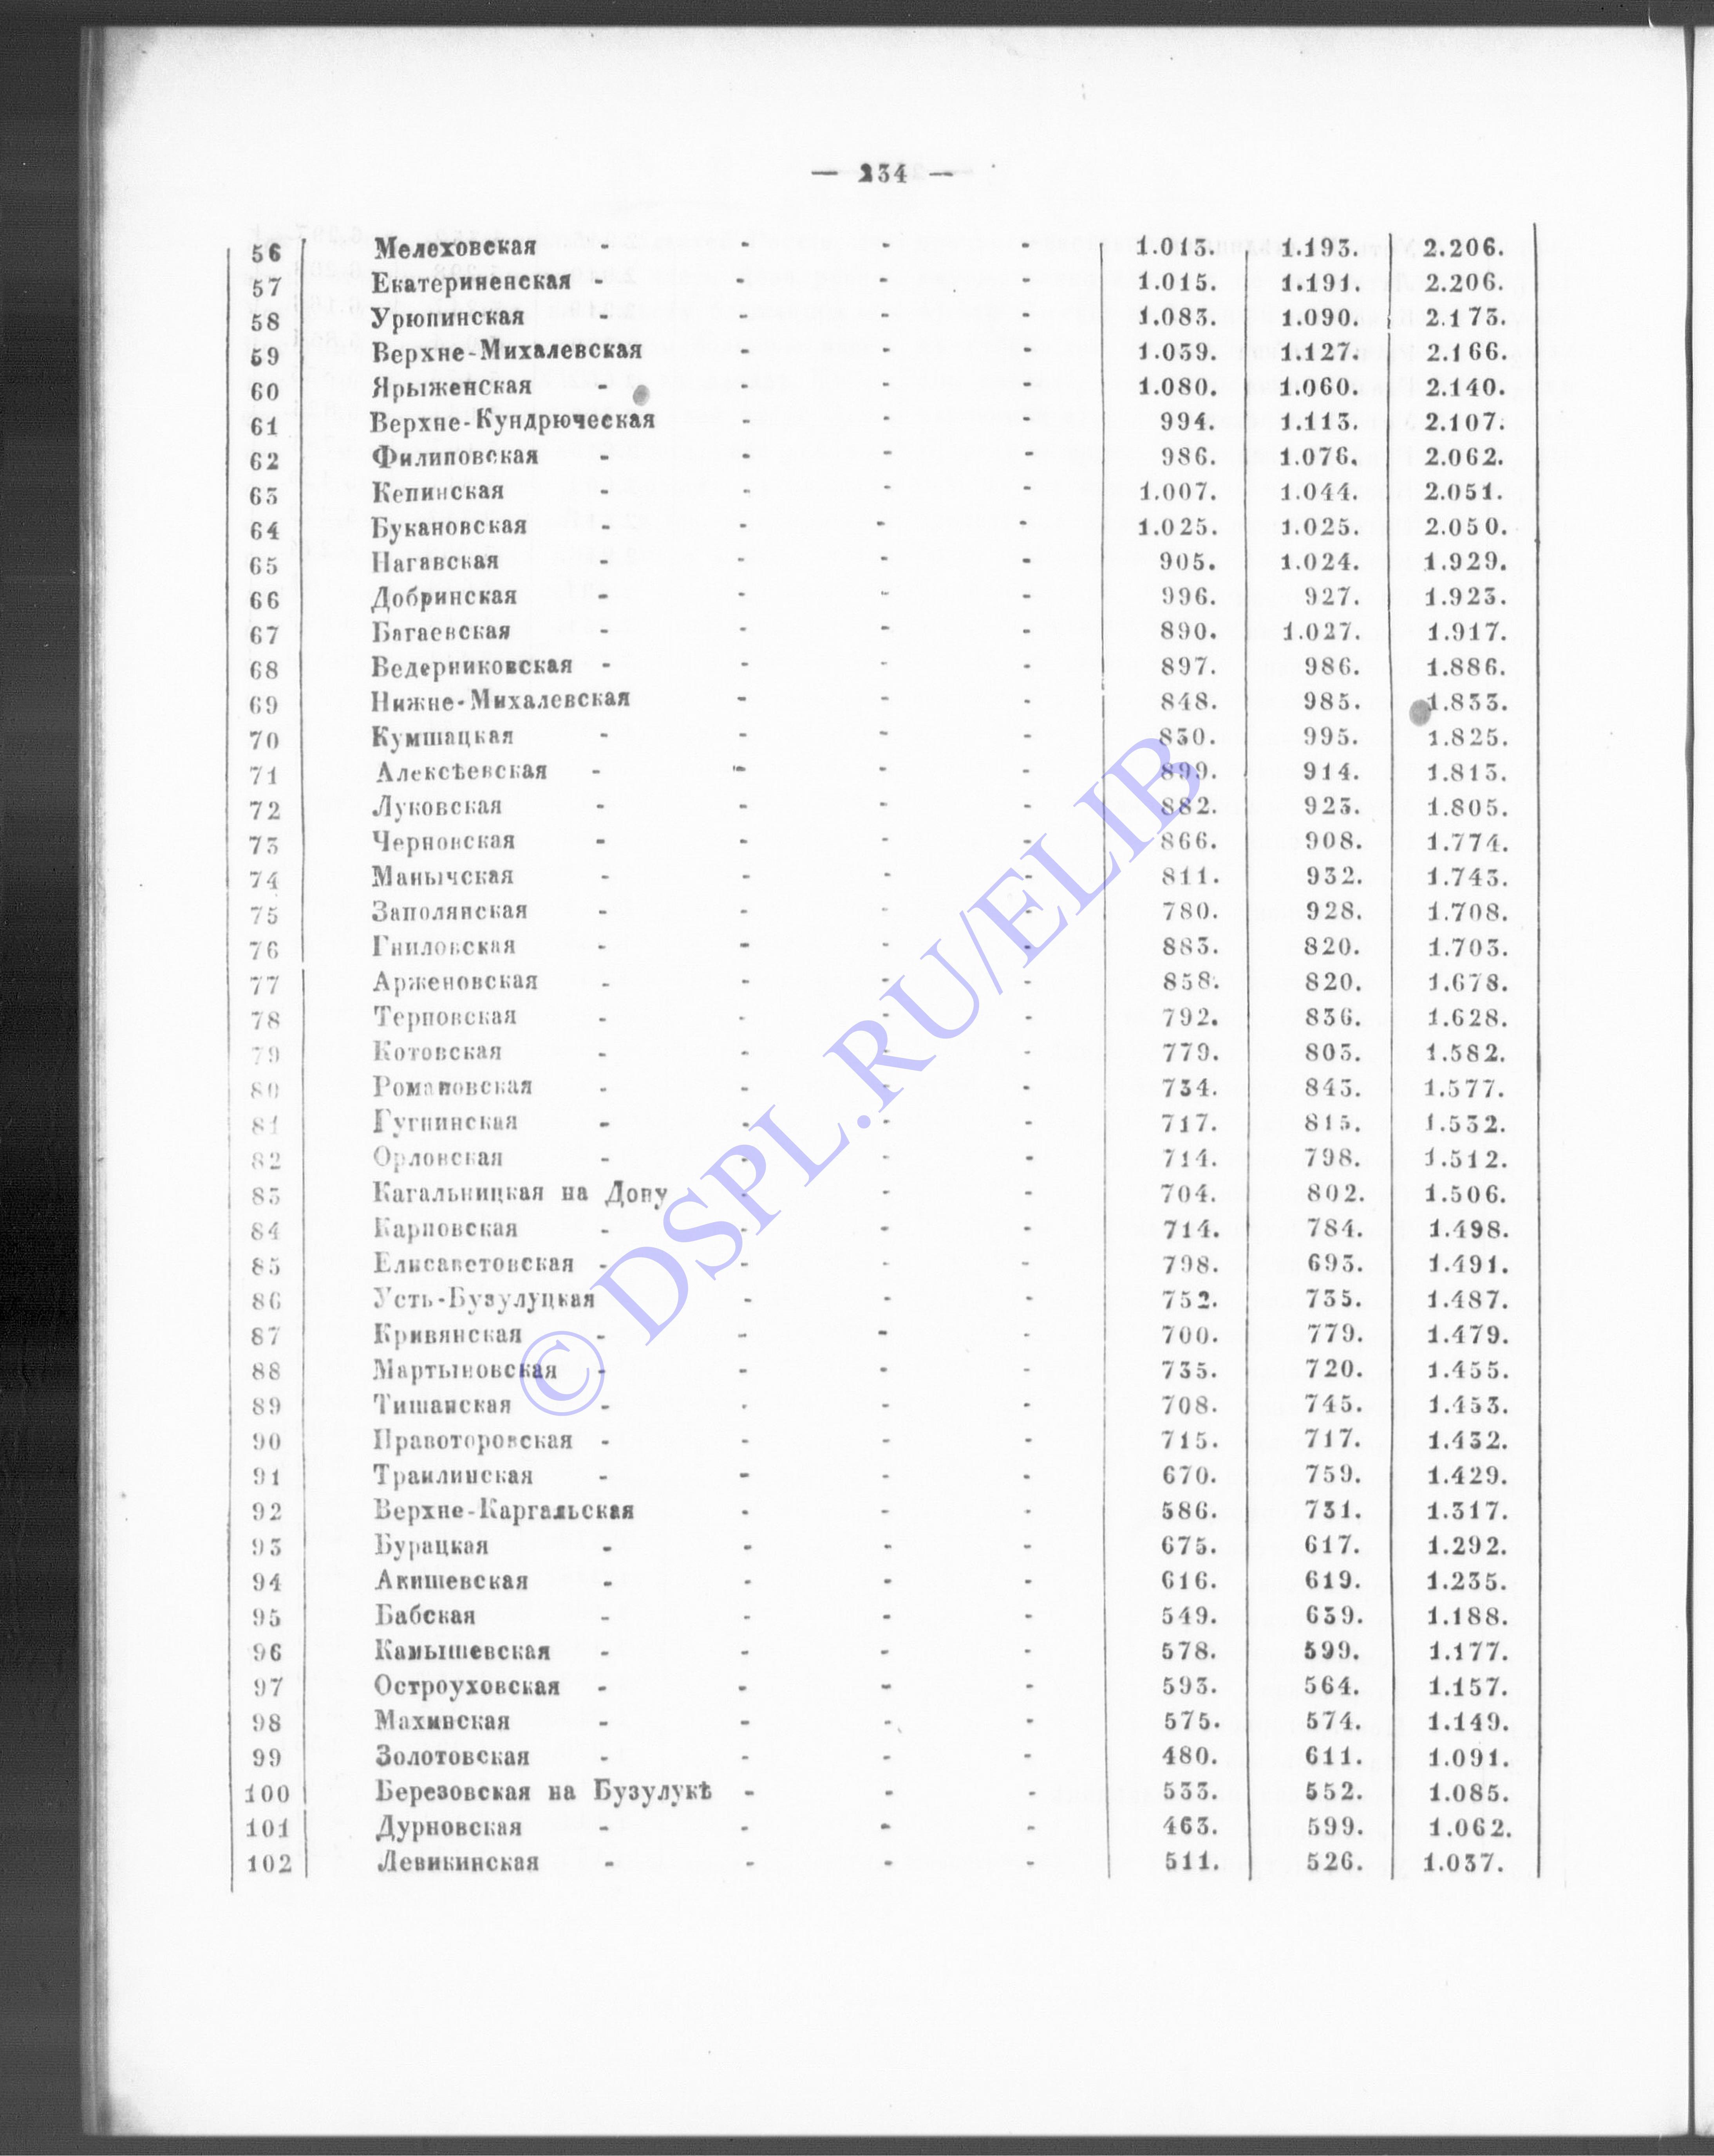 — 234 —
56 Мелеховская - - - - 1.013. 1.193. 2.206.
57 Екатериненская - - - - 1.015. 1.191. 2.206.
58 Урюпинская - - - - 1.083. 1.090. 2.173.
59 Верхне-Михалевская - - - 1.039. 1.127. 2.166.
60 Ярыженская - - - - 1.080. 1.060. 2.140.
61 Верхне-Кундрюческая - - - 994. 1.113. 2.107.
62 Филиповская - - - - 986. 1.076. 2.062.
63 Кепинская - - - - 1.007. 1.044. 2.051.
64 Букановская - - - - 1.025. 1.025. 2.050.
65 Нагавская - - - - 905. 1.024. 1.929.
66 Добринская - - - - 996. 927. 1.923.
67 Багаевская - - - - 890. 1.027. 1.917.
68 Ведерниковская - - - - 897. 986. 1.886.
69 Нижне-Михалевская - - - 848. 985. 1.833.
70 Кумшацкая - - - - 830. 995. 1.825.
71 Алексѣевская - - - - 899. 914. 1.813.
72 Луковская - - - - 882. 923. 1.805.
73 Черновская - - - - 866. 908. 1.774.
74 Манычская - - - - 811. 932. 1.743.
75 Заполянская - - - - 780. 928. 1.708.
76 Гниловская - - - - 883. 820. 1.703.
77 Арженовская - - - - 858. 820. 1.678.
78 Терновская - - - - 792. 836. 1.628.
79 Котовская - - - - 779. 803. 1.582.
80 Романовская - - - - 734. 843. 1.577.
81 Гугнинская - - - - 717. 815. 1.532.
82 Орловская - - - - 714. 798. 1.512.
83 Кагальницкая на Дону - - - 704. 802. 1.506.
84 Карповская - - - - 714. 784. 1.498.
85 Елисаветовская - - - - 798. 693. 1.491.
86 Усть-Бузулуцкая - - - 752. 735. 1.487.
87 Кривянская - - - - 700. 779. 1.479.
88 Мартыновская - - - - 735. 720. 1.455.
89 Тишанская - - - - 708. 745. 1.453.
90 Правоторовская - - - - 715. 717. 1.432.
91 Траилинская - - - - 670. 759. 1.429.
92 Верхне-Каргальская - - - 586. 731. 1.317.
93 Бурацкая - - - - 675. 617. 1.292.
94 Акишевская - - - - 616. 619. 1.235.
95 Бабская - - - - 549. 639. 1.188.
96 Камышевская - - - - 578. 599. 1.177.
97 Остроуховская - - - - 593. 564. 1.157.
98 Махинская - - - - 575. 574. 1.149.
99 Золотовская - - - - 480. 611. 1.091.
100 Березовская на Бузулукѣ - - - 533. 552. 1.085.
101 Дурновская - - - - 463. 599. 1.062.
102 Левикинская - - - - 511. 526. 1.037.
© DSPL.RU/ELIB